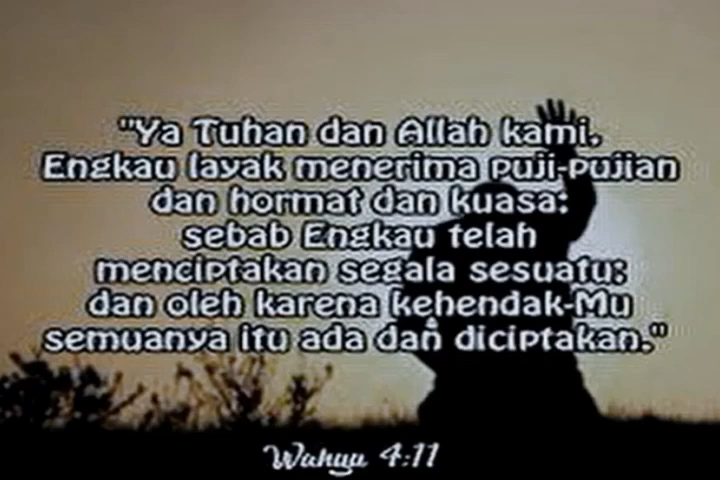 "Ya Tuhan dan Allah kami,
Engkau layak menerima puji-pujian
dan hormat dan kuasa;
sebab Engkau telah
menciptakan segala sesuatu;
dan oleh karena kehendak-Mu
semuanya itu ada dan diciptakan."
Wahyu 4:11